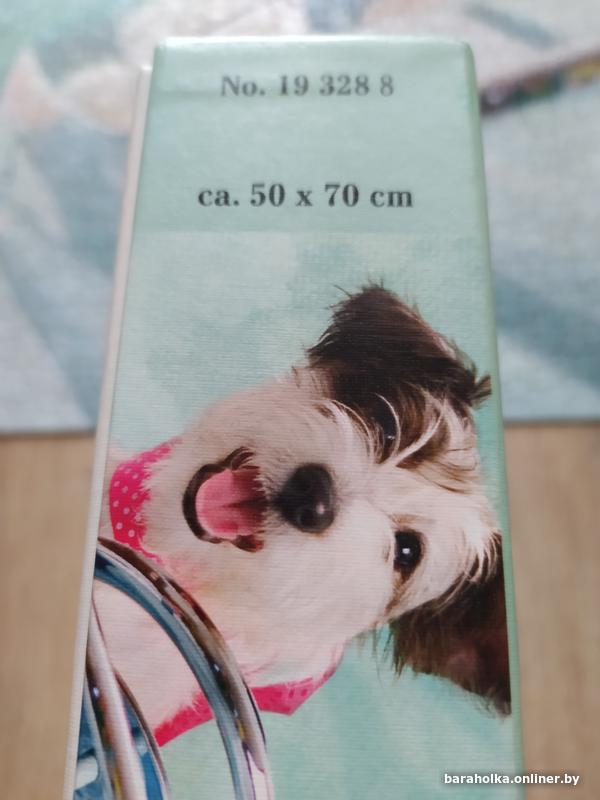 No. 19 328 8
ca. 50 x 70 cm
baraholka.onliner.by